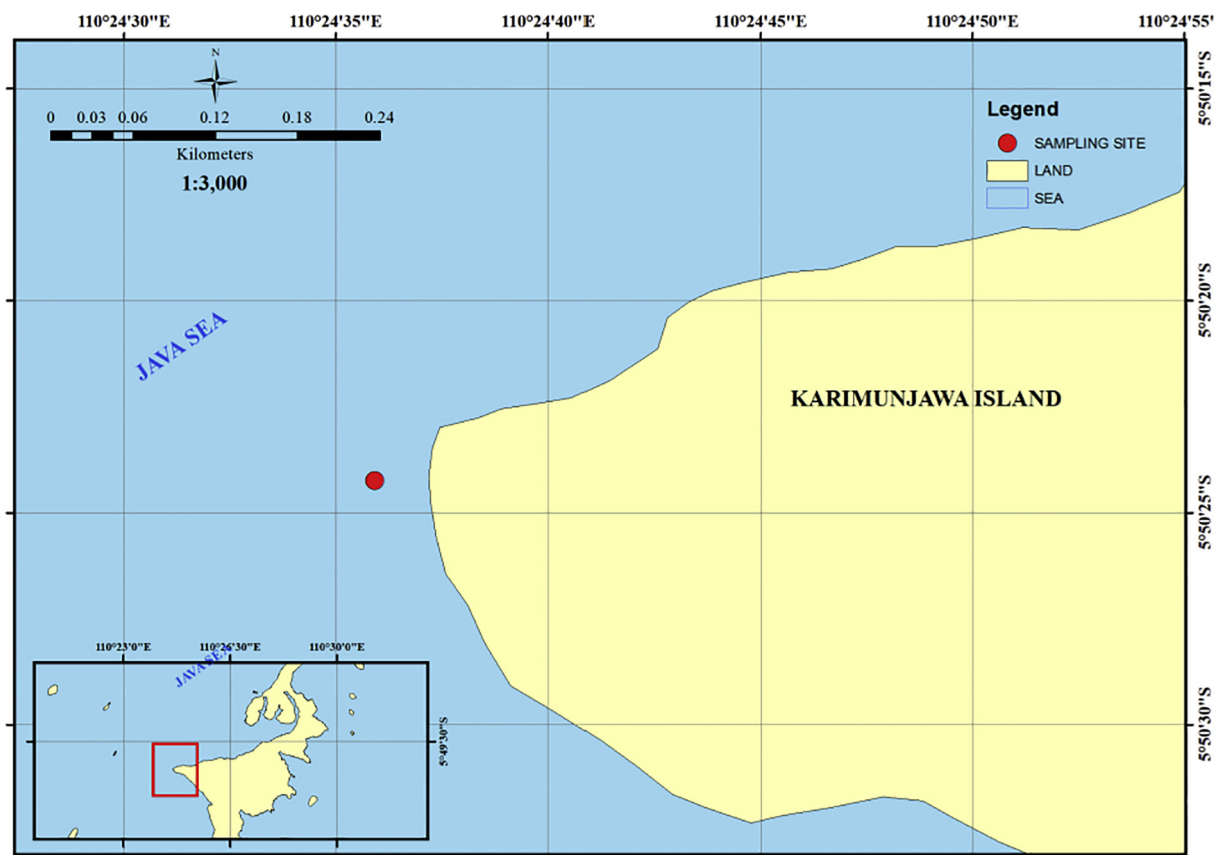 110°24'30"E 110°24'35"E 110°24'40"E 110°24'45"E 110°24'50"E 110°24'55"
N
0 0.03 0.06 0.12 0.18 0.24
Kilometers
1:3,000
Legend
SAMPLING SITE
LAND
SEA
5°50'15"S
5°50'20"S
JAVA SEA
KARIMUNJAWA ISLAND
5°50'25"S
5°50'30"S
110°23'0"E 110°26'30"E 110°30'0"E
JAVA SEA
5°49'30"S